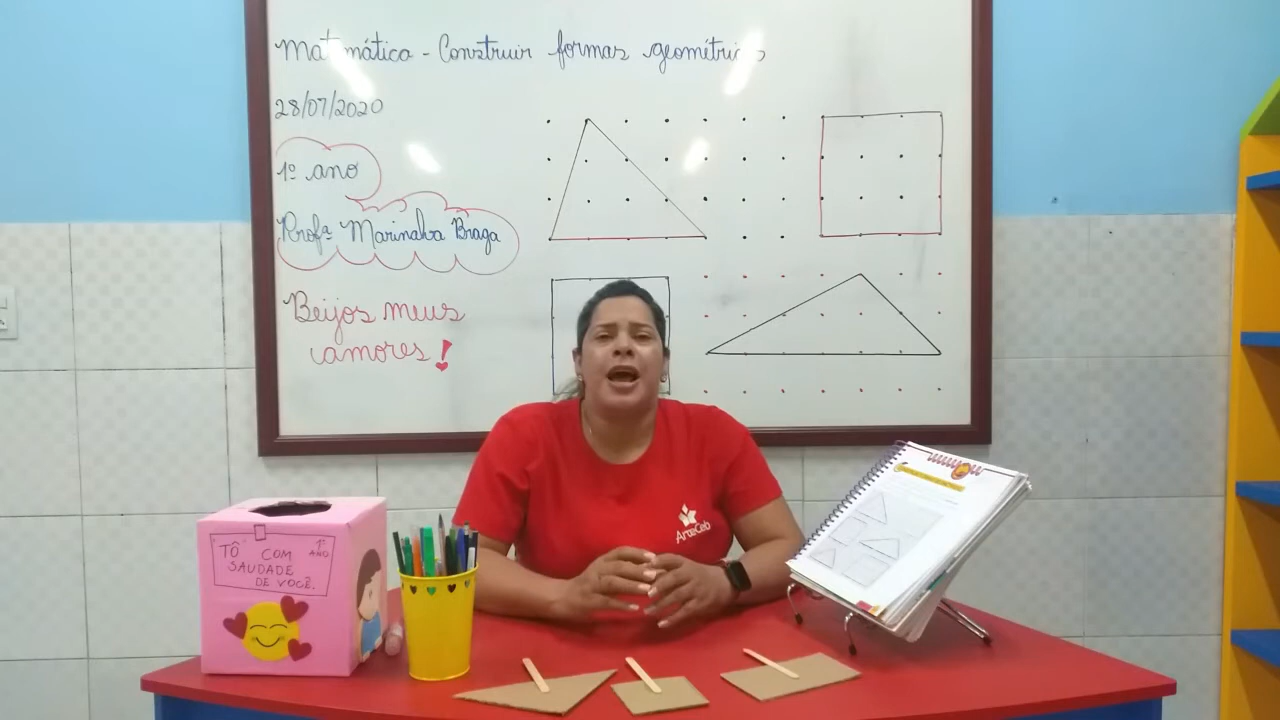 Matemática - Construir formas geométricas
28/07/2020
1º ano
Profª Marinalva Braga
Beijos meus
amores!
TÔ COM
SAUDADE
DE VOCÊ.
1º
ANO
ArteCeb